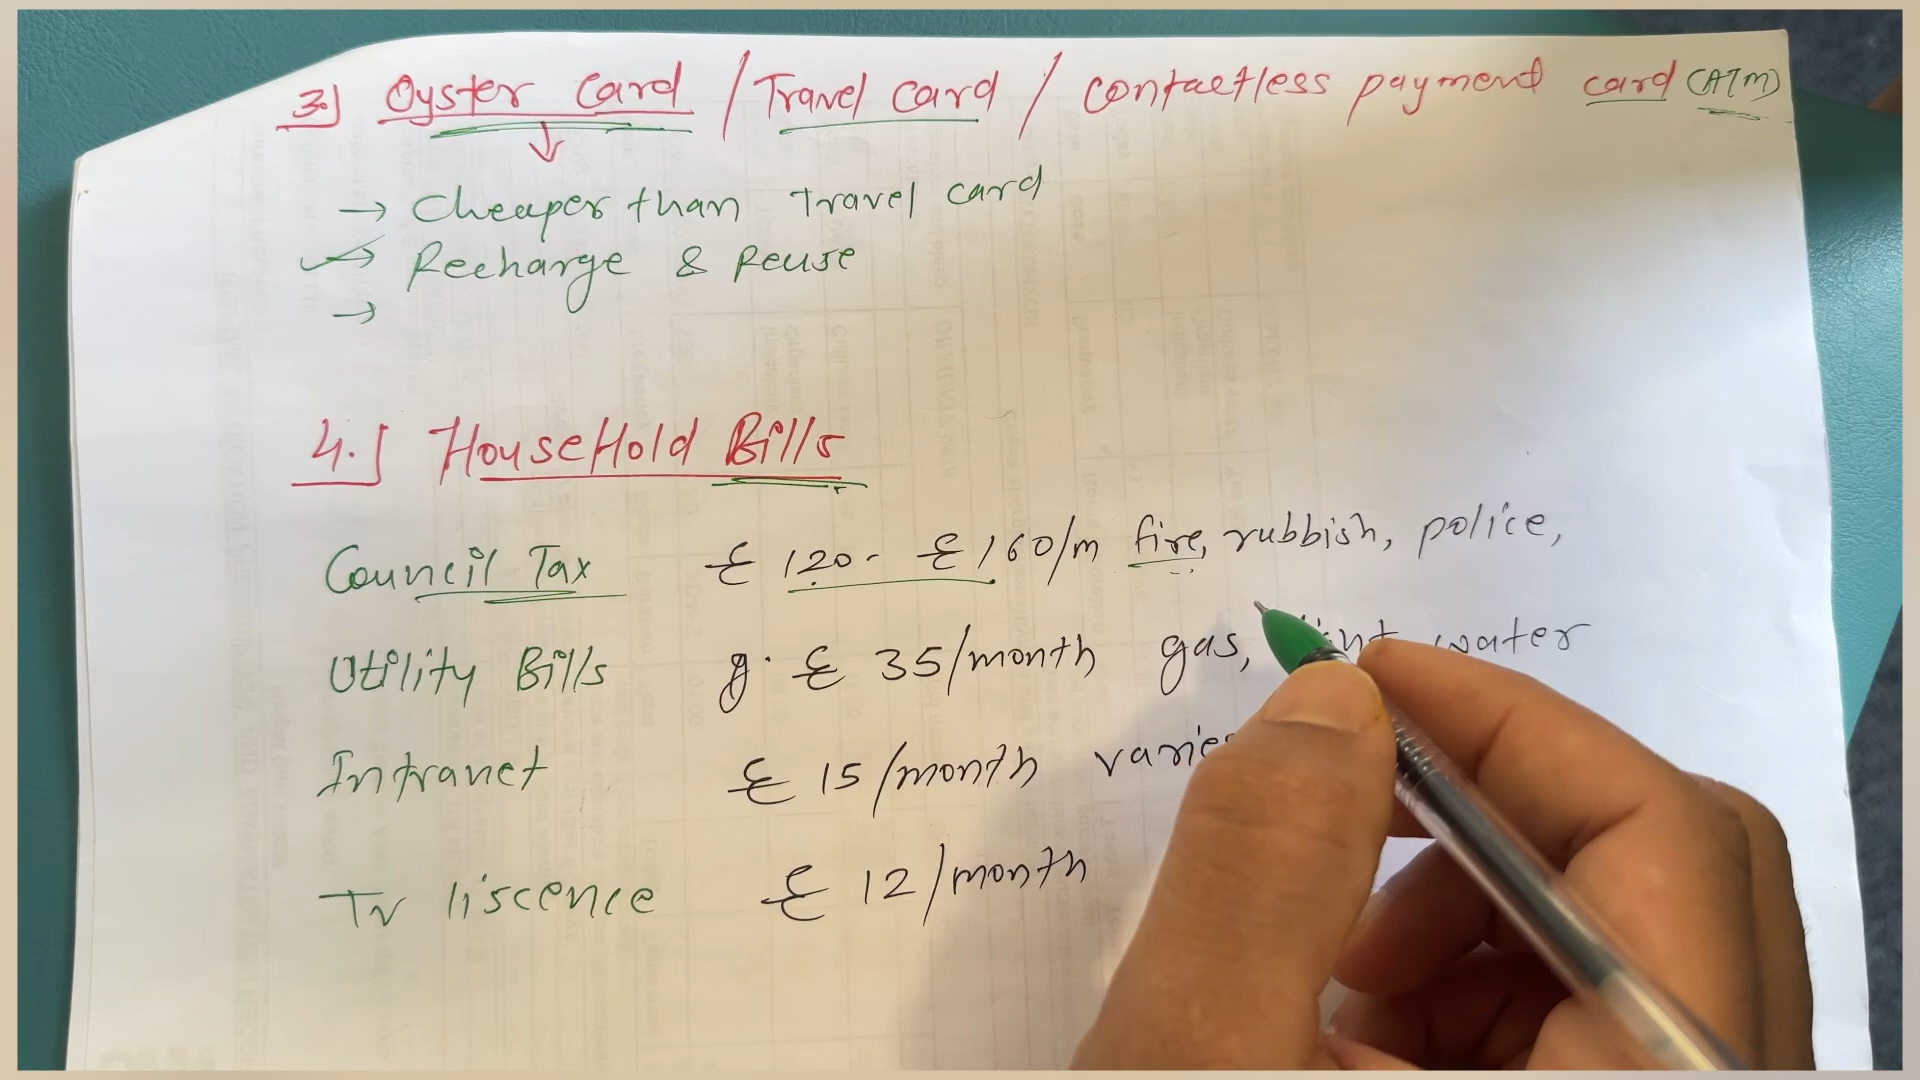 3.] Oyster Card / Travel card / contactless payment card (ATM)
→ Cheaper than Travel card
→ Recharge & Reuse
→
4.] HouseHold Bills
Council Tax £ 120 - £ 160/m fire, rubbish, police,
Utility Bills g. £ 35/month gas, water
Intranet £ 15/month varies
Tv liscence £ 12/month